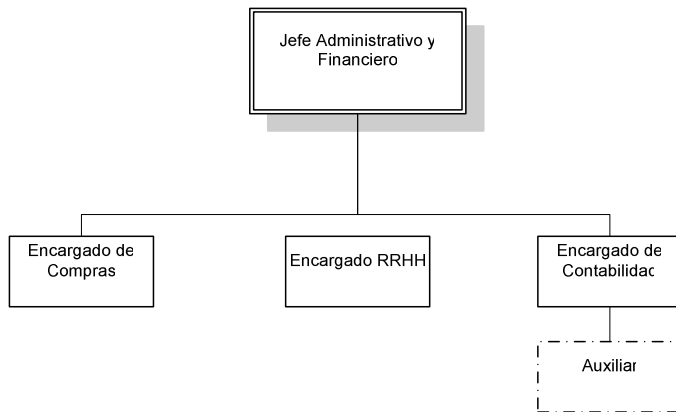 Jefe Administrativo y
Financiero
Encargado de
Compras
Encargado RRHH
Encargado de
Contabilidad
Auxiliar